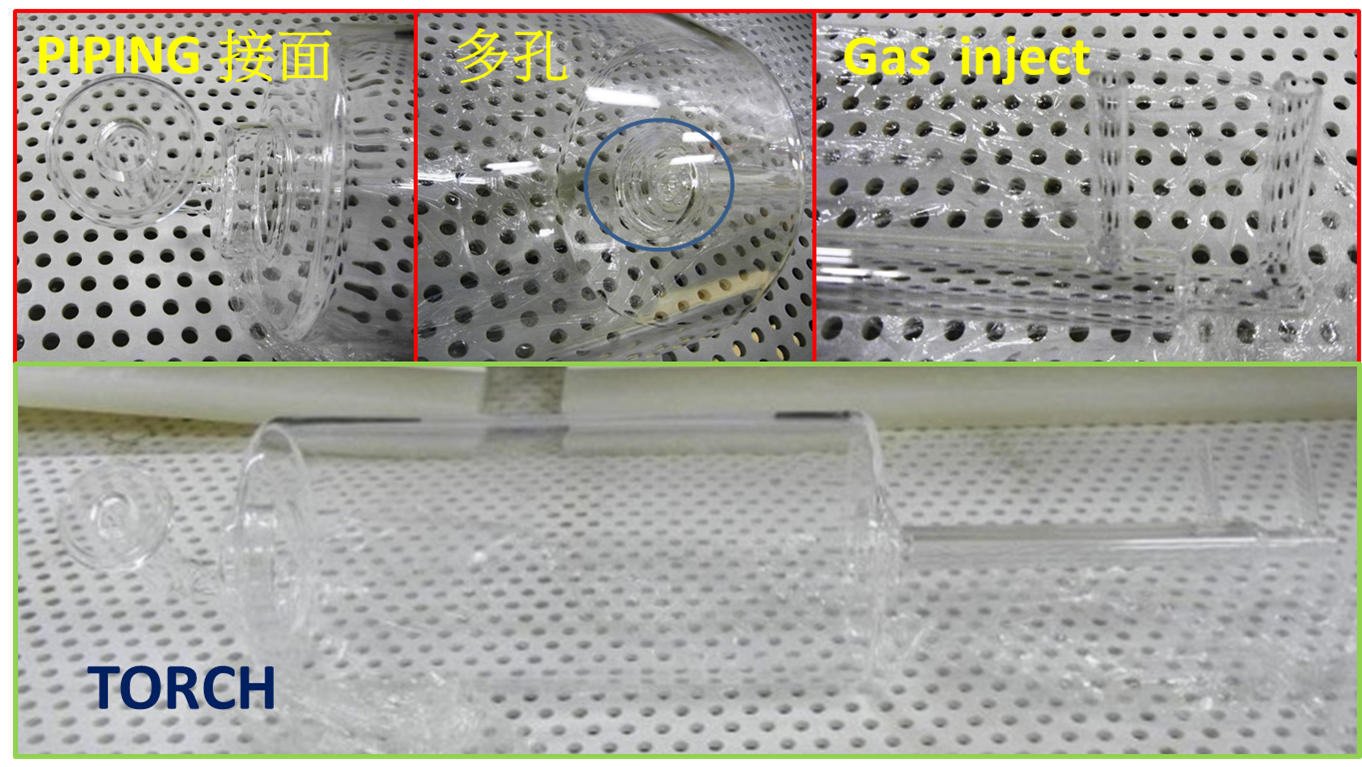 PIPING 接面
多孔
Gas inject
TORCH